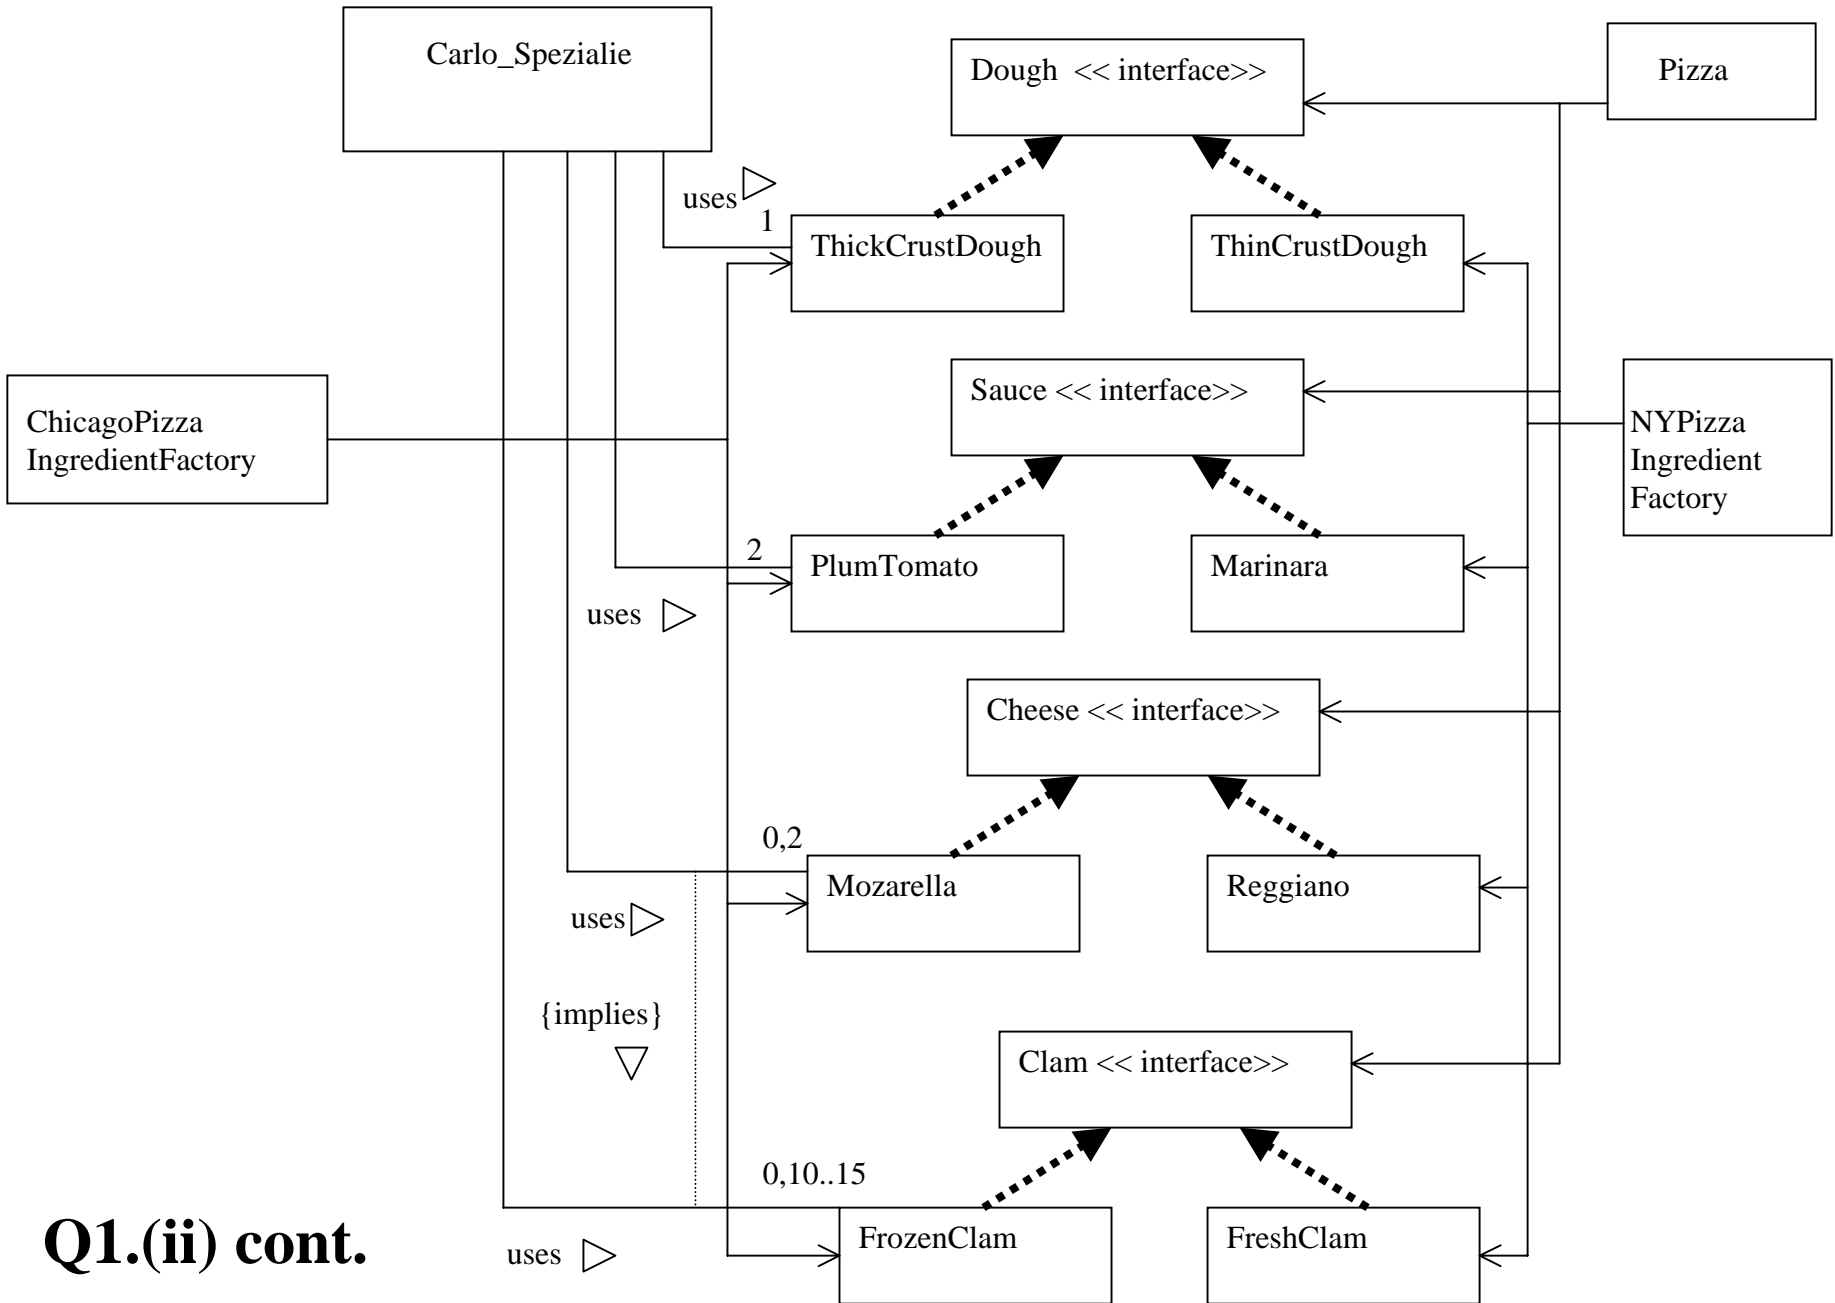 Carlo_Spezialie
Dough << interface>>
Pizza
uses
1
ThickCrustDough
ThinCrustDough
Sauce << interface>>
ChicagoPizza
IngredientFactory
NYPizza
Ingredient
Factory
2
PlumTomato
Marinara
uses
Cheese << interface>>
0,2
Mozarella
Reggiano
uses
{implies}
Clam << interface>>
0,10..15
FrozenClam
FreshClam
uses
Q1.(ii) cont.